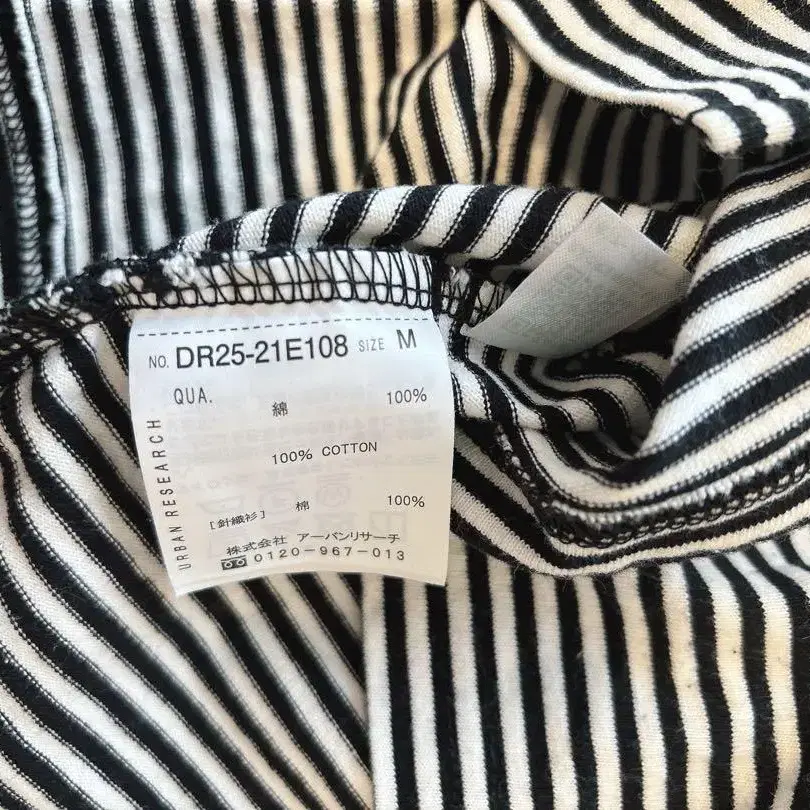 NO. DR25-21E108 SIZE M
QUA.
綿 100%
100% COTTON
[針織衫] 棉 100%
株式会社 アーバンリサーチ
0120-967-013
URBAN RESEARCH